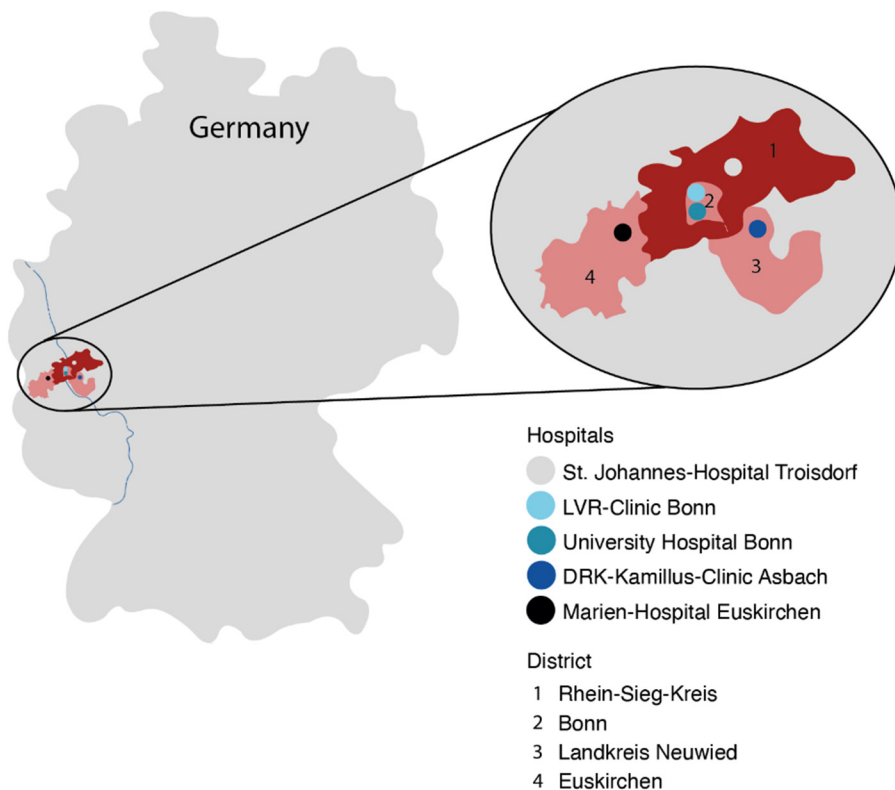 Germany
1
2
3
4
Hospitals
St. Johannes-Hospital Troisdorf
LVR-Clinic Bonn
University Hospital Bonn
DRK-Kamillus-Clinic Asbach
Marien-Hospital Euskirchen
District
1 Rhein-Sieg-Kreis
2 Bonn
3 Landkreis Neuwied
4 Euskirchen